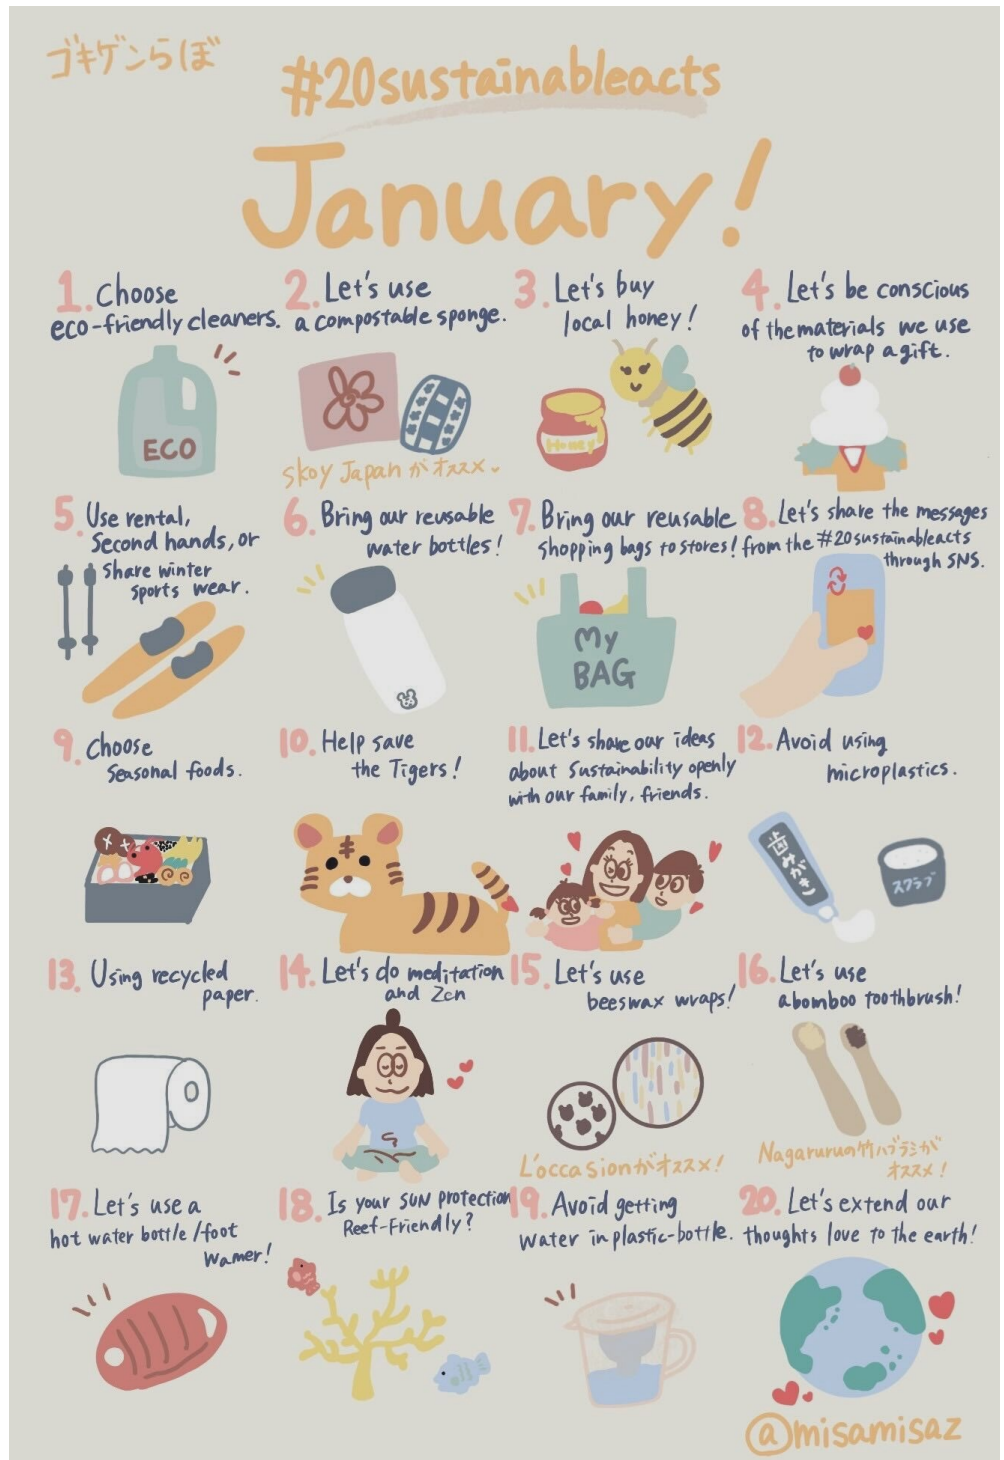 ゴキゲンらぼ
#20sustainableacts
January!
1. Choose
eco-friendly cleaners.
ECO
2. Let's use
a compostable sponge.
skoy Japanがオススメ
3. Let's buy
local honey!
Honey
4. Let's be conscious
of the materials we use
to wrap a gift.
5. Use rental,
Second hands, or
share winter
sports wear.
6. Bring our reusable
water bottles!
7. Bring our reusable
shopping bags to stores!
My
BAG
8. Let's share the messages
from the #20sustainableacts
through SNS.
9. Choose
Seasonal foods.
10. Help save
the Tigers!
11. Let's share our ideas
about Sustainability openly
with our family, friends.
12. Avoid using
microplastics.
歯みがき
スクラブ
13. Using recycled
paper.
14. Let's do meditation
and Zen
15. Let's use
beeswax wraps!
L'occasionがオススメ!
16. Let's use
a bomboo toothbrush!
Nagaruruの竹ハブラシが
オススメ!
17. Let's use a
hot water bottle/foot
wamer!
18. Is your SUN protection
Reef-Friendly?
19. Avoid getting
water in plastic-bottle.
20. Let's extend our
thoughts love to the earth!
@misamisaz